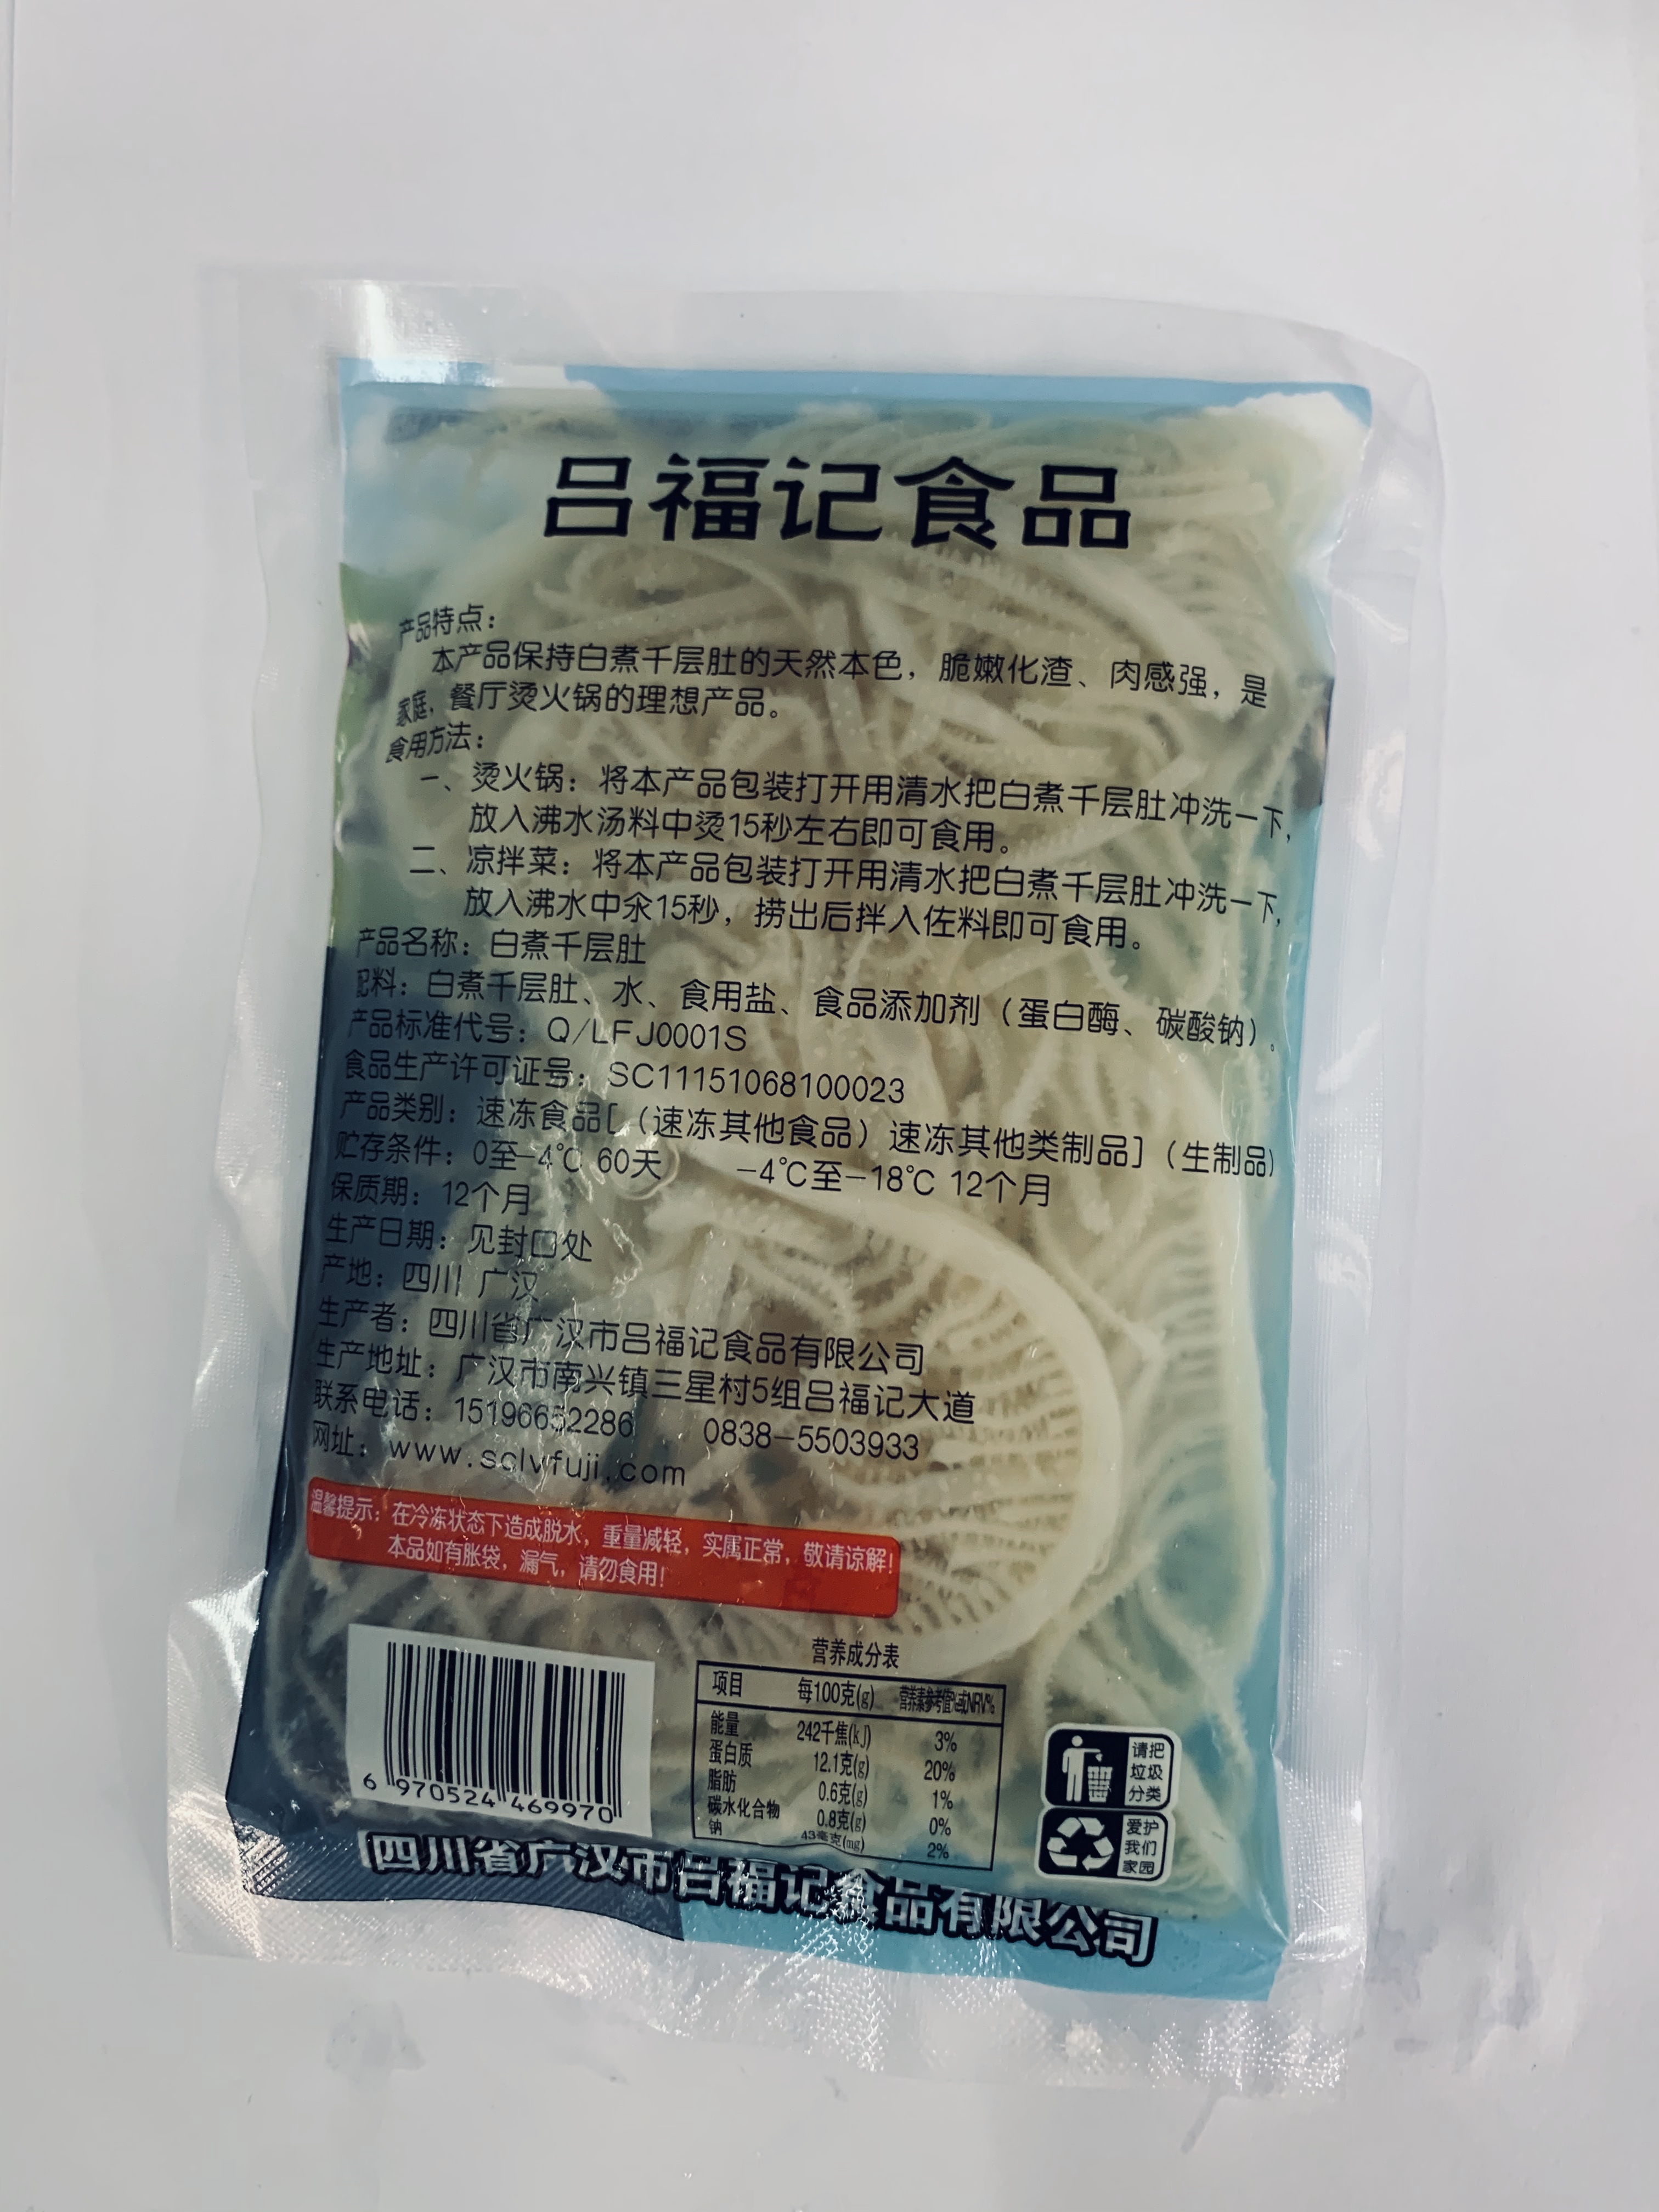 吕福记食品
产品特点：
本产品保持白煮千层肚的天然本色，脆嫩化渣、肉感强，是
家庭，餐厅烫火锅的理想产品。
食用方法：
一、烫火锅：将本产品包装打开用清水把白煮千层肚冲洗一下，
放入沸水汤料中烫15秒左右即可食用。
二、凉拌菜：将本产品包装打开用清水把白煮千层肚冲洗一下，
放入沸水中汆15秒，捞出后拌入佐料即可食用。
产品名称：白煮千层肚
配料：白煮千层肚、水、食用盐、食品添加剂（蛋白酶、碳酸钠）。
产品标准代号：Q/LFJ0001S
食品生产许可证号：SC11151068100023
产品类别：速冻食品[（速冻其他食品）速冻其他类制品]（生制品）
贮存条件：0至-4℃ 60天 -4℃至-18℃ 12个月
保质期：12个月
生产日期：见封口处
产地：四川 广汉
生产者：四川省广汉市吕福记食品有限公司
生产地址：广汉市南兴镇三星村5组吕福记大道
联系电话：15196652286 0838-5503933
网址：www.sclvfuji.com
温馨提示：在冷冻状态下造成脱水，重量减轻，实属正常，敬请谅解！
本品如有胀袋，漏气，请勿食用！
营养成分表
项目 每100克(g) 营养素参考值%或NRV%
能量 242千焦(kJ) 3%
蛋白质 12.1克(g) 20%
脂肪 0.6克(g) 1%
碳水化合物 0.8克(g) 0%
钠 43毫克(mg) 2%
6 970524 469970
请把
垃圾
分类
爱护
我们
家园
四川省广汉市吕福记食品有限公司